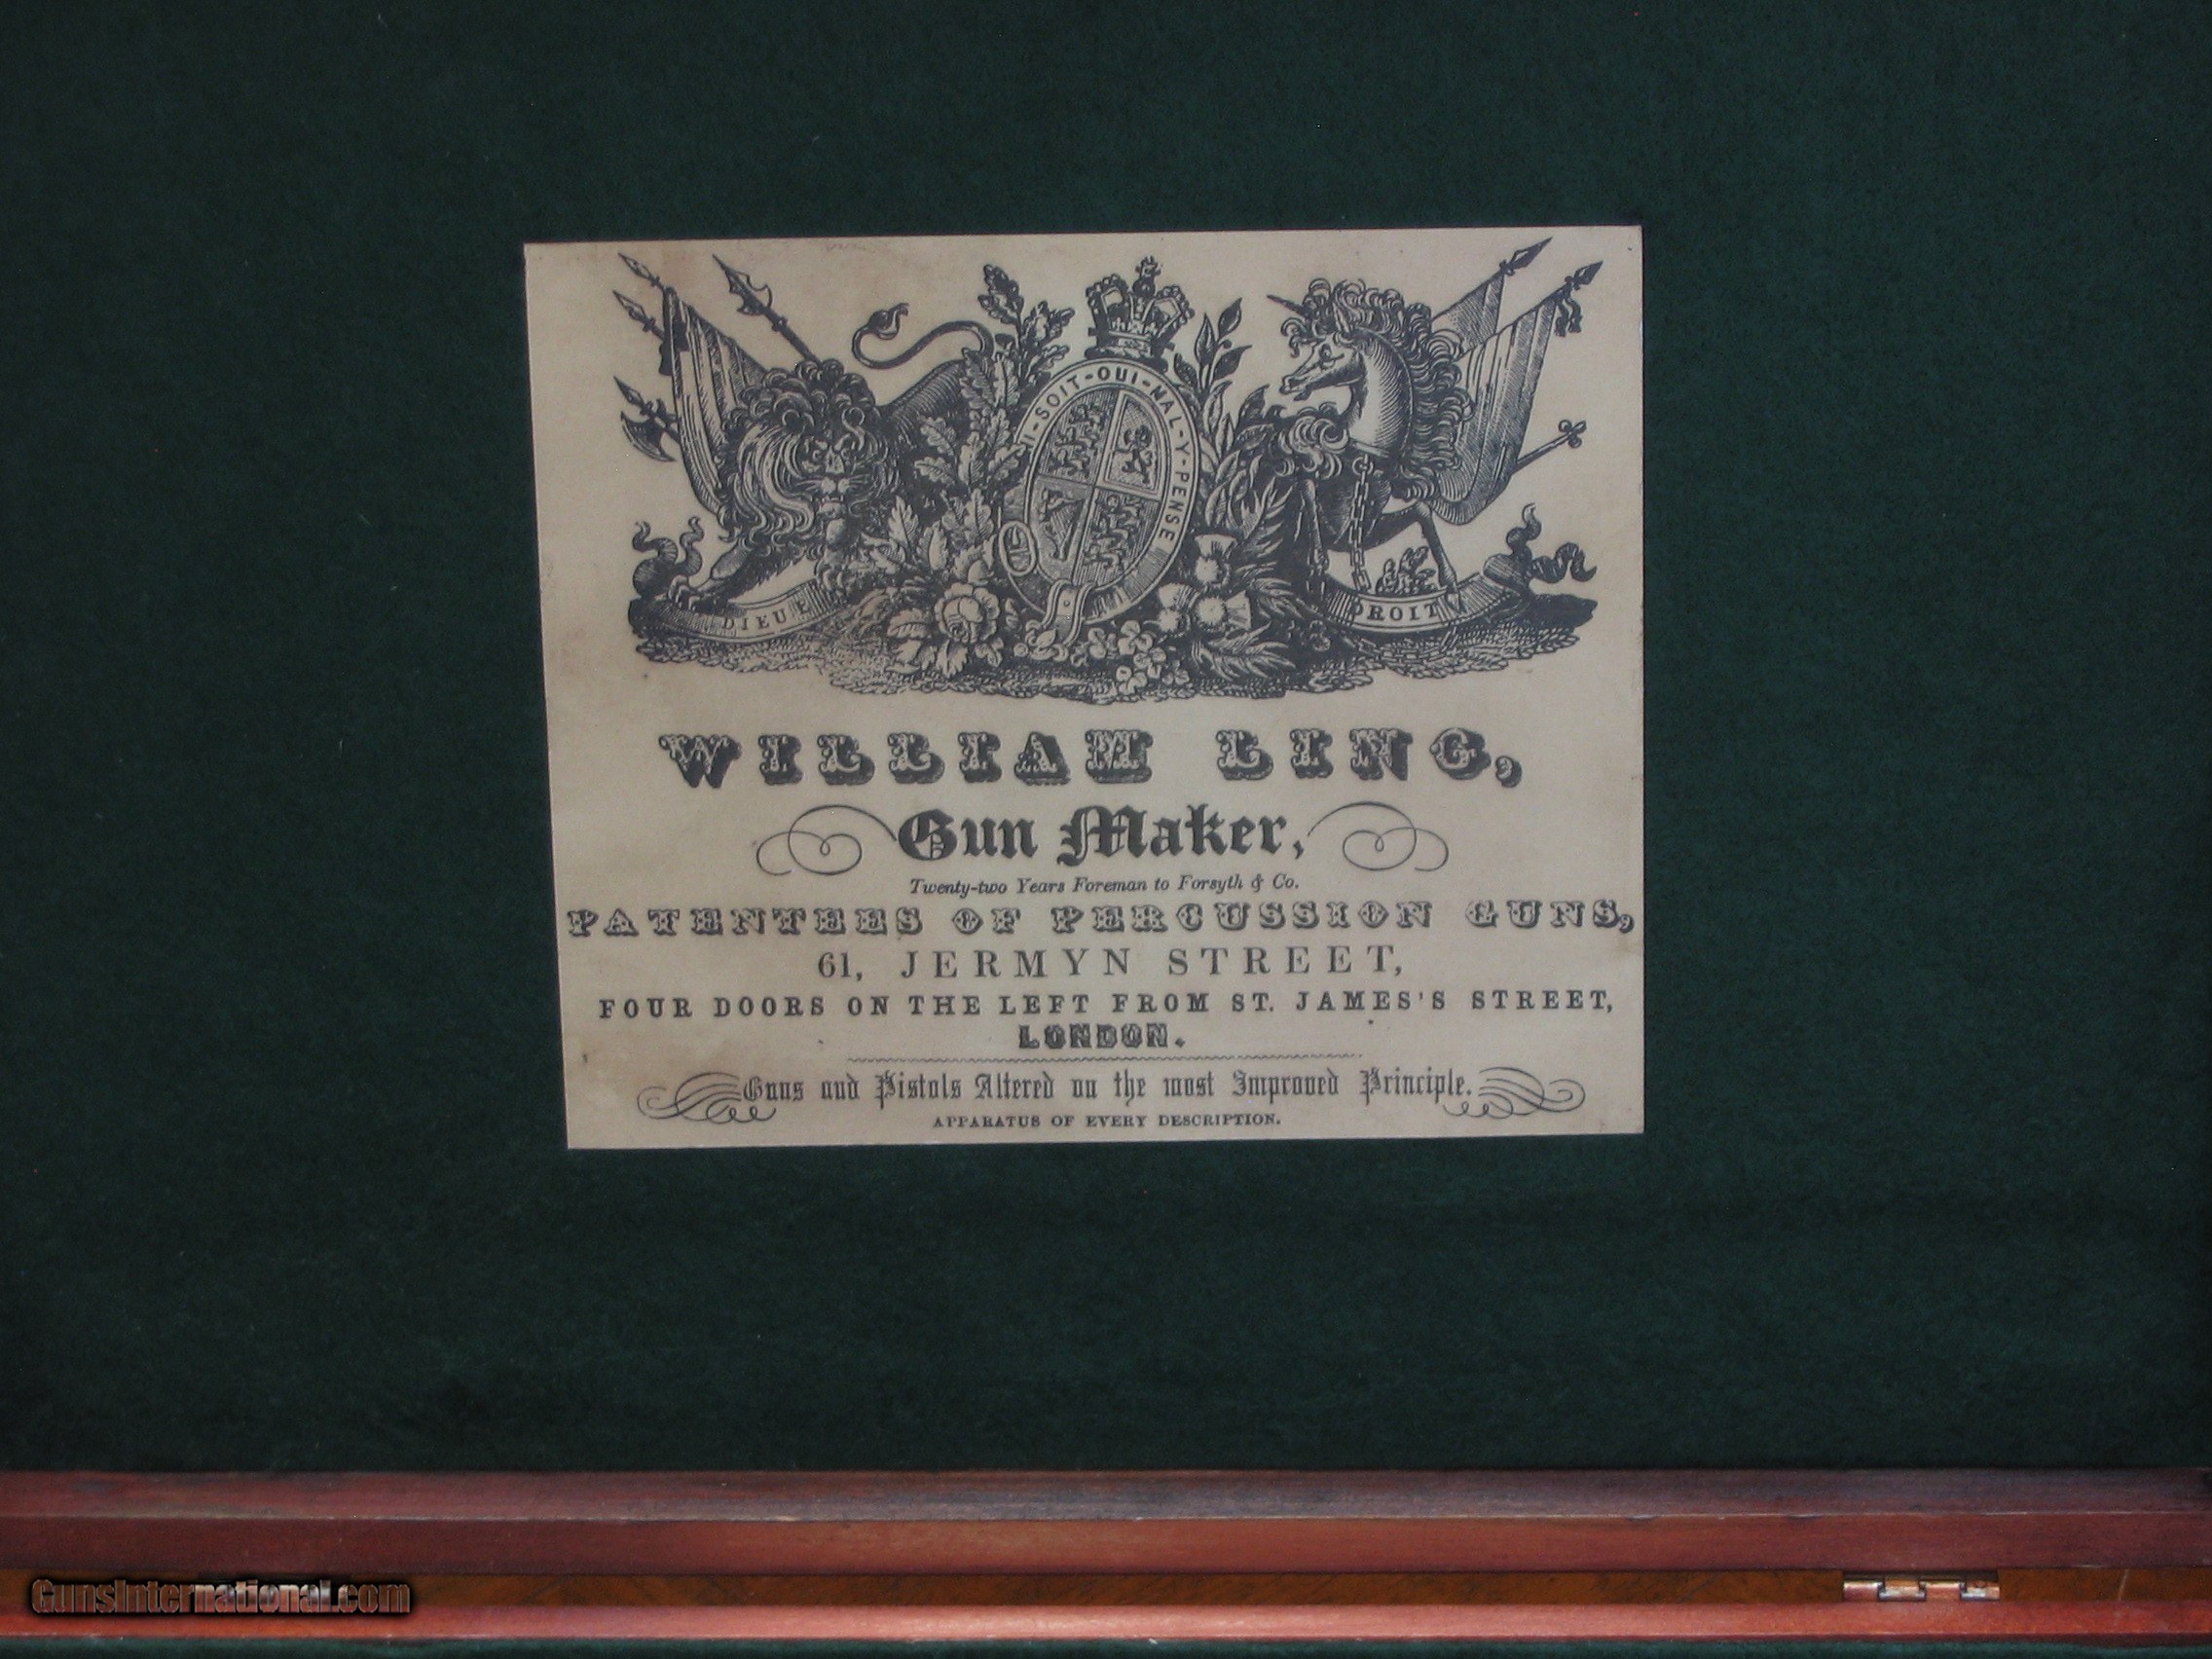 I-SOIT-QUI-MAL-Y-PENSE
DIEU E
DROIT
WILLIAM LING,
Gun Maker,
Twenty-two Years Foreman to Forsyth & Co.
PATENTEES OF PERCUSSION GUNS,
61, JERMYN STREET,
FOUR DOORS ON THE LEFT FROM ST. JAMES'S STREET,
LONDON.
Guns and Pistols Altered on the most Improved Principle.
APPARATUS OF EVERY DESCRIPTION.
GunsInternational.com